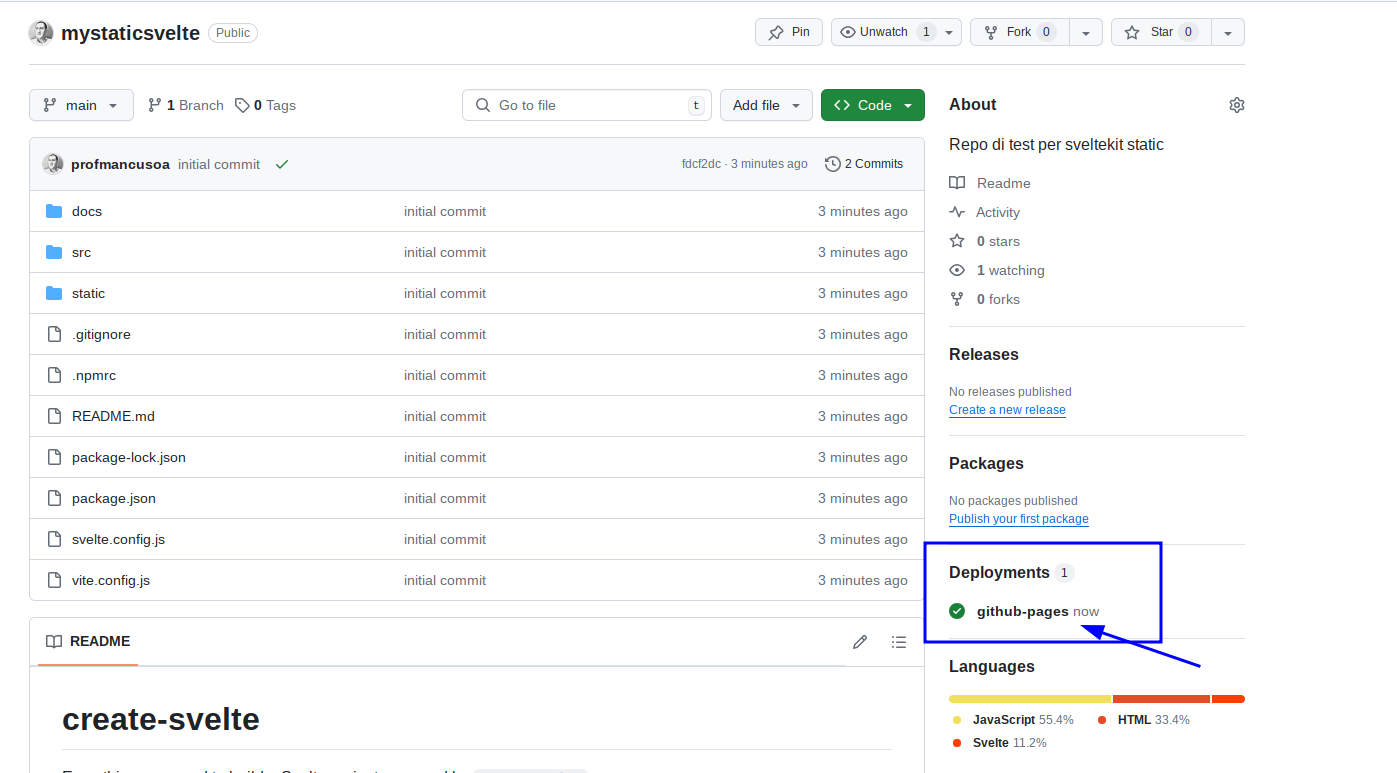 mystaticsvelte Public
Pin
Unwatch 1
Fork 0
Star 0
main
1 Branch
0 Tags
Go to file t
Add file
Code
profmancusoa initial commit
fdcf2dc · 3 minutes ago
2 Commits
docs initial commit 3 minutes ago
src initial commit 3 minutes ago
static initial commit 3 minutes ago
.gitignore initial commit 3 minutes ago
.npmrc initial commit 3 minutes ago
README.md initial commit 3 minutes ago
package-lock.json initial commit 3 minutes ago
package.json initial commit 3 minutes ago
svelte.config.js initial commit 3 minutes ago
vite.config.js initial commit 3 minutes ago
README
create-svelte
About
Repo di test per sveltekit static
Readme
Activity
0 stars
1 watching
0 forks
Releases
No releases published
Create a new release
Packages
No packages published
Publish your first package
Deployments 1
github-pages now
Languages
JavaScript 55.4% HTML 33.4%
Svelte 11.2%